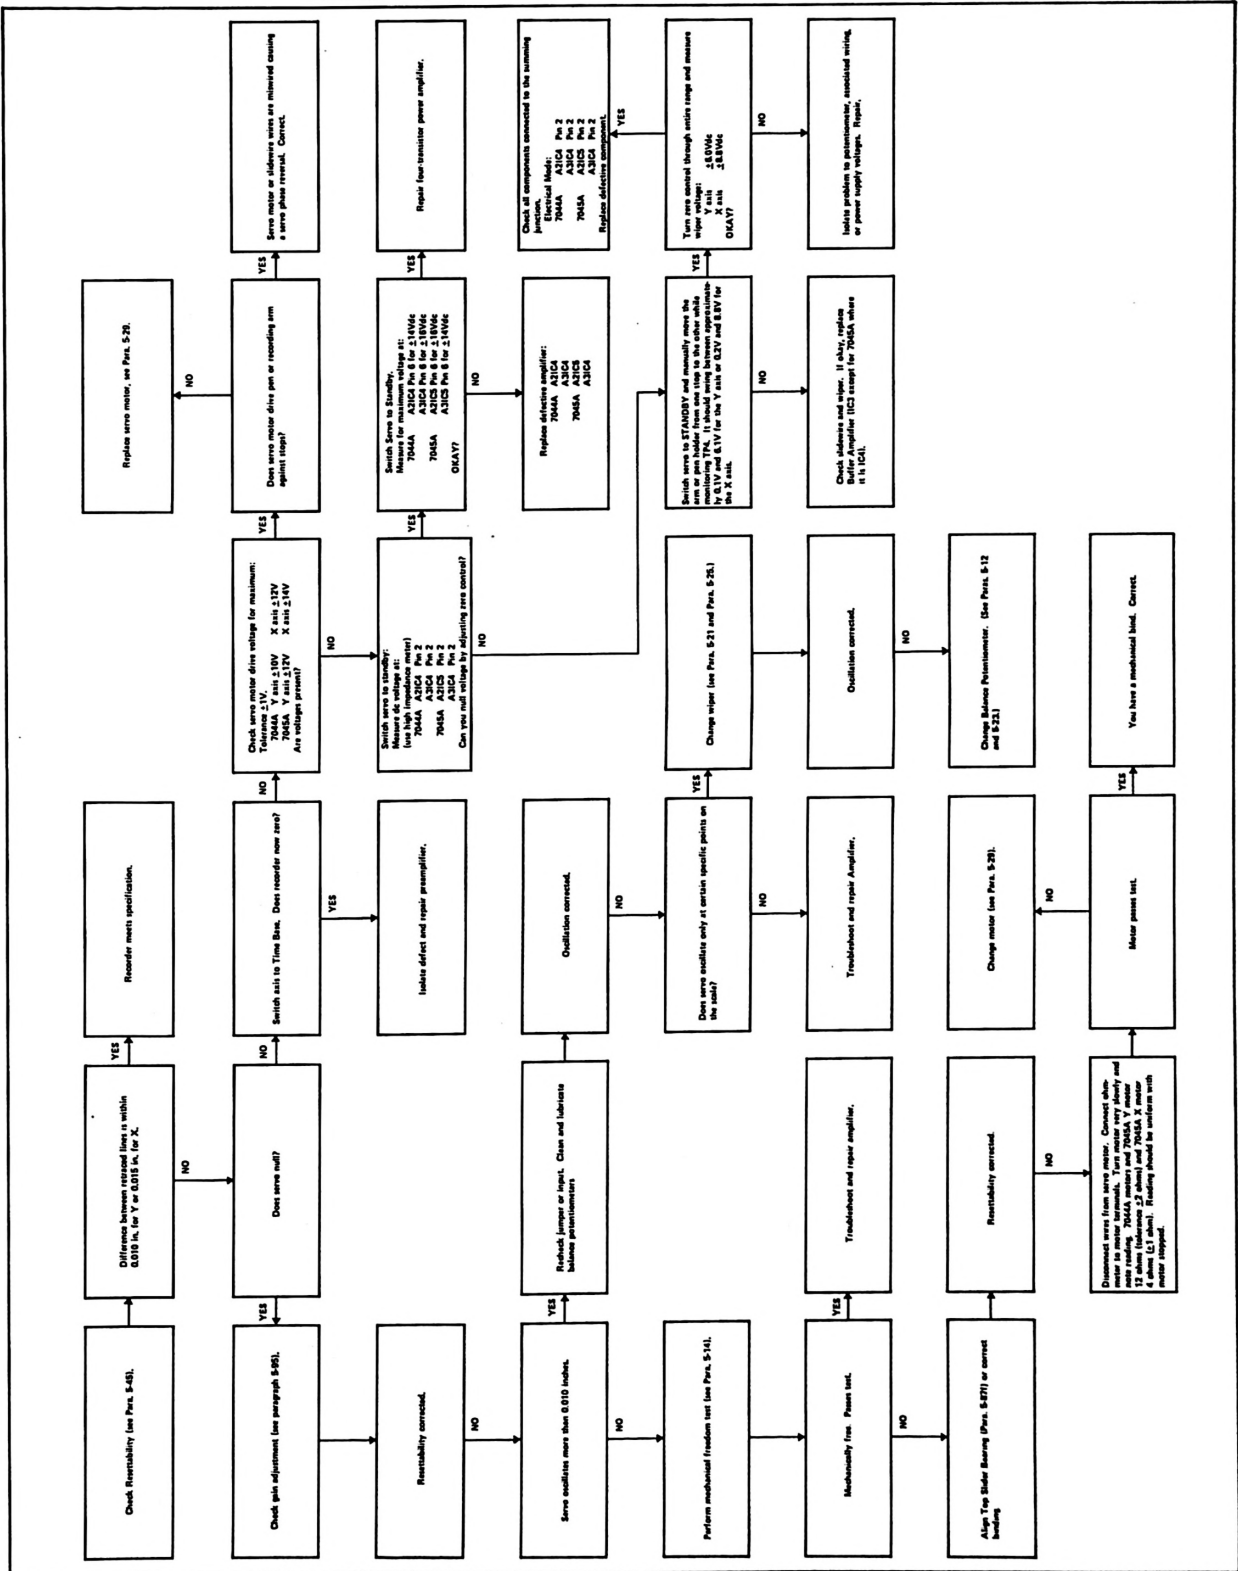 Check Resettability (see Para. 5-45).
Difference between retraced lines is within
0.010 in. for Y or 0.015 in. for X.
YES
Recorder meets specification.
Replace servo motor, see Para. 5-29.
NO
NO
Check gain adjustment (see paragraph 5-95).
YES
Does servo null?
NO
Switch axis to Time Base. Does recorder now zero?
NO
Check servo motor drive voltage for maximum:
Tolerance ±1V.
7044A Y axis ±10V X axis ±12V
7045A Y axis ±12V X axis ±14V
Are voltages present?
YES
Does servo motor drive pen or recording arm
against stops?
YES
Servo motor or slidewire wires are miswired causing
a servo phase reversal. Correct.
YES
NO
Resettability corrected.
Isolate defect and repair preamplifier.
Switch servo to standby:
Measure dc voltage at:
(use high impedance meter)
7044A A2IC4 Pin 2
A3IC4 Pin 2
7045A A2IC5 Pin 2
A3IC4 Pin 2
Can you null voltage by adjusting zero control?
YES
Switch Servo to Standby.
Measure for maximum voltage at:
7044A A2IC4 Pin 6 for ±14Vdc
A3IC4 Pin 6 for ±16Vdc
7045A A2IC5 Pin 6 for ±16Vdc
A3IC5 Pin 6 for ±14Vdc
OKAY?
YES
Repair four-transistor power amplifier.
NO
NO
NO
Servo oscillates more than 0.010 inches.
YES
Recheck jumper or input. Clean and lubricate
balance potentiometers
Oscillation corrected.
Replace defective amplifier:
7044A A2IC4
A3IC4
7045A A2IC5
A3IC4
Check all components connected to the summing
junction.
Electrical Mode:
7044A A2IC4 Pin 2
A3IC4 Pin 2
7045A A2IC5 Pin 2
A3IC4 Pin 2
Replace defective component.
NO
NO
YES
Perform mechanical freedom test (see Para. 5-14).
Does servo oscillate only at certain specific points on
the scale?
YES
Change wiper (see Para. 5-21 and Para. 5-25.)
Switch servo to STANDBY and manually move the
arm or pen holder from one stop to the other while
monitoring TP4. It should swing between approximate-
ly 0.1V and 6.1V for the Y axis or 0.2V and 8.8V for
the X axis.
YES
Turn zero control through entire range and measure
wiper voltage:
Y axis ±6.0Vdc
X axis ±8.8Vdc
OKAY?
NO
NO
NO
Mechanically free. Passes test.
YES
Troubleshoot and repair amplifier.
Troubleshoot and repair Amplifier.
Oscillation corrected.
Check slidewire and wiper. If okay, replace
Buffer Amplifier (IC3 except for 7045A where
it is IC4).
Isolate problem to potentiometer, associated wiring,
or power supply voltages. Repair.
NO
NO
Align Top Slider Bearing (Para. 5-87f) or correct
binding
Resettability corrected.
Change motor (see Para. 5-29).
Change Balance Potentiometer. (See Paras. 5-12
and 5-23.)
NO
NO
Disconnect wires from servo motor. Connect ohm-
meter to motor terminals. Turn motor very slowly and
note reading. 7044A motors and 7045A Y motor
12 ohms (tolerance ±2 ohms) and 7045A X motor
4 ohms (±1 ohm). Reading should be uniform with
motor stopped.
Motor passes test.
YES
You have a mechanical bind. Correct.